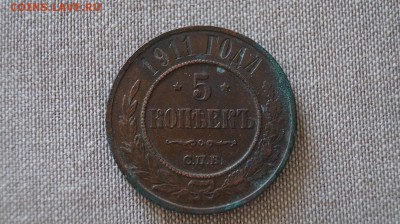 COINS.LAVE.RU
1911 ГОДА
* 5 *
КОПѢЕКЪ
С.П.Б.